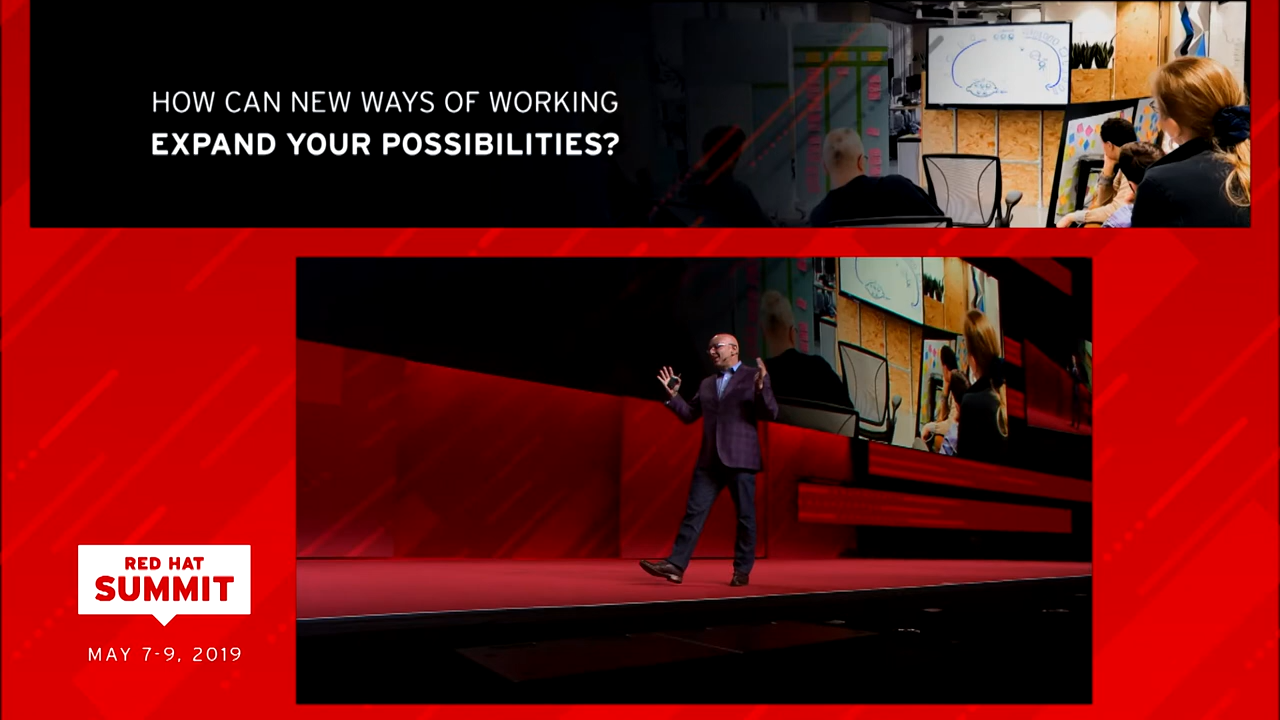 HOW CAN NEW WAYS OF WORKING
EXPAND YOUR POSSIBILITIES?
RED HAT
SUMMIT
MAY 7-9, 2019